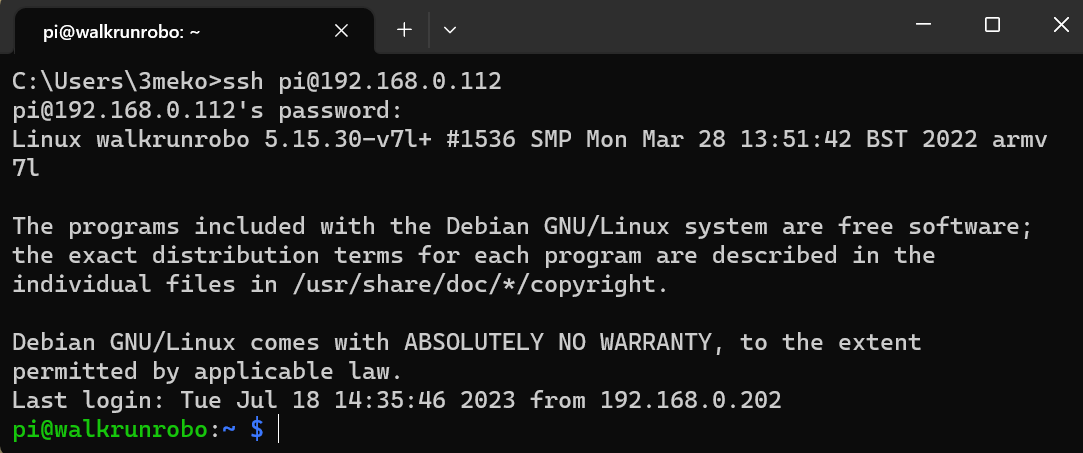 pi@walkrunrobo: ~
C:\Users\3meko>ssh pi@192.168.0.112
pi@192.168.0.112's password:
Linux walkrunrobo 5.15.30-v7l+ #1536 SMP Mon Mar 28 13:51:42 BST 2022 armv
7l
The programs included with the Debian GNU/Linux system are free software;
the exact distribution terms for each program are described in the
individual files in /usr/share/doc/*/copyright.
Debian GNU/Linux comes with ABSOLUTELY NO WARRANTY, to the extent
permitted by applicable law.
Last login: Tue Jul 18 14:35:46 2023 from 192.168.0.202
pi@walkrunrobo:~ $